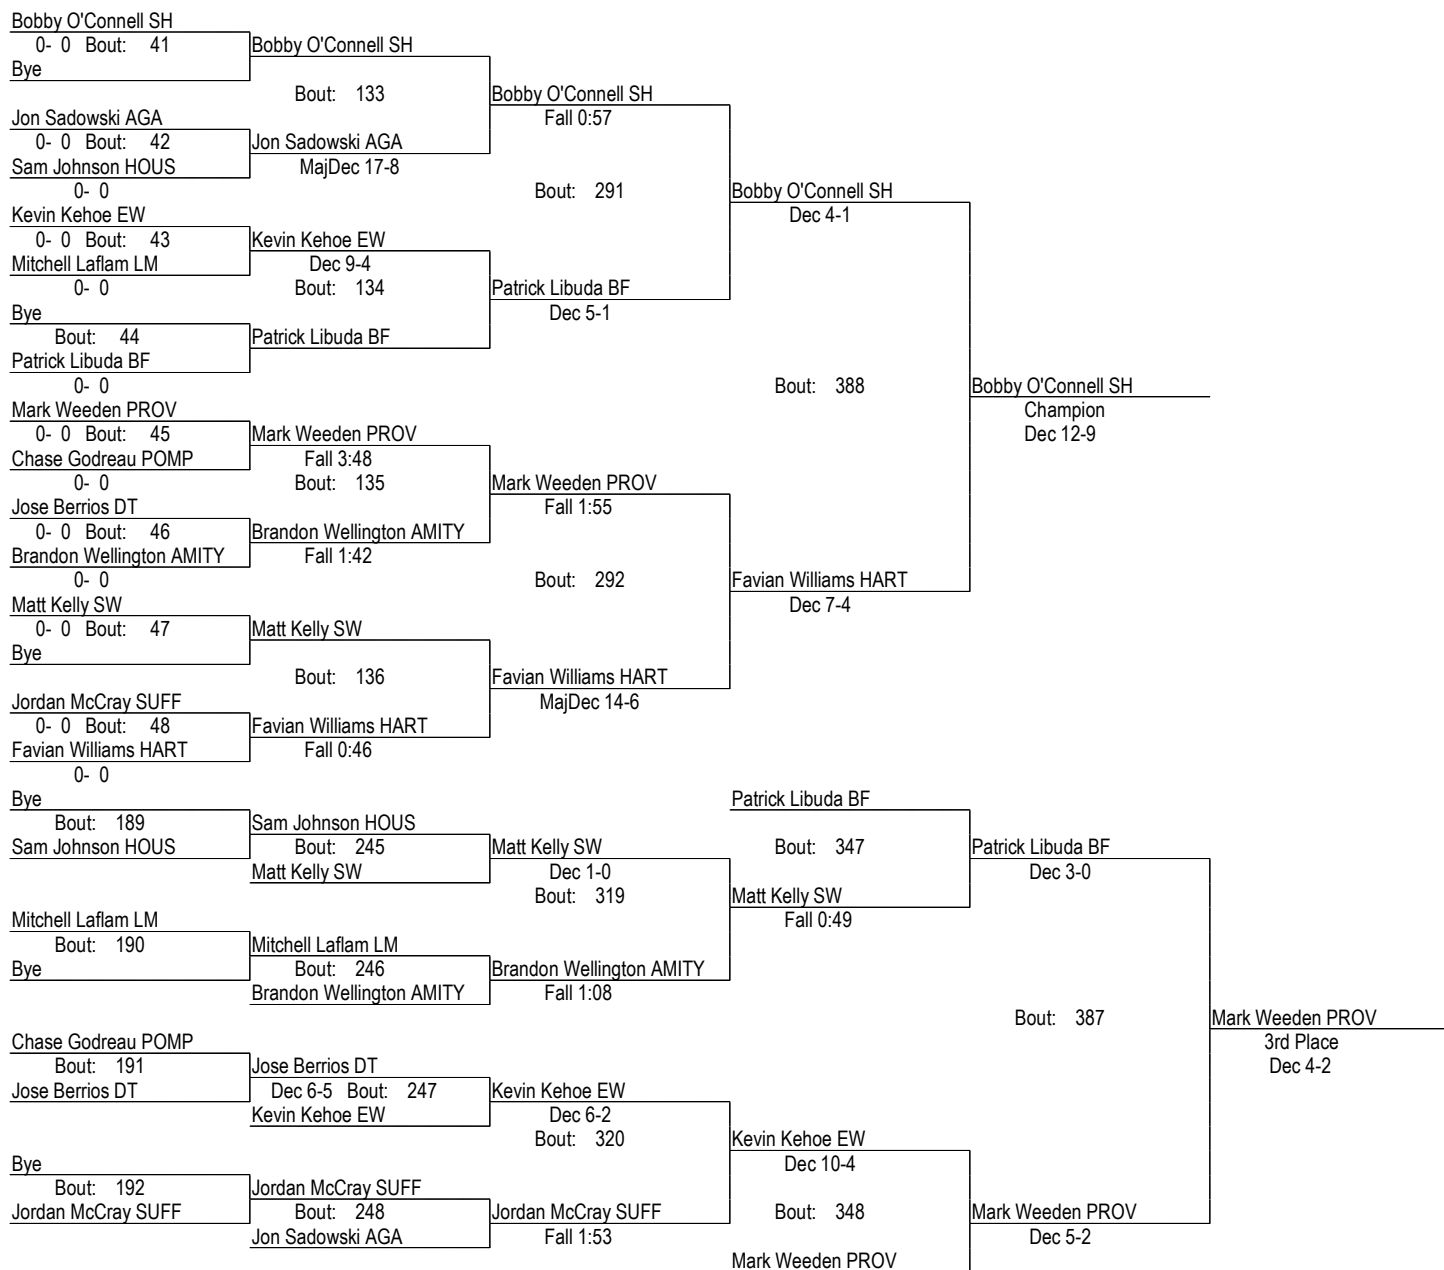 Bobby O'Connell SH
0- 0 Bout: 41
Bobby O'Connell SH
Bye
Bout: 133
Bobby O'Connell SH
Jon Sadowski AGA
Fall 0:57
0- 0 Bout: 42
Jon Sadowski AGA
Sam Johnson HOUS
MajDec 17-8
0- 0
Bout: 291
Bobby O'Connell SH
Kevin Kehoe EW
Dec 4-1
0- 0 Bout: 43
Kevin Kehoe EW
Mitchell Laflam LM
Dec 9-4
0- 0
Bout: 134
Patrick Libuda BF
Bye
Dec 5-1
Bout: 44
Patrick Libuda BF
Patrick Libuda BF
0- 0
Bout: 388
Bobby O'Connell SH
Mark Weeden PROV
Champion
0- 0 Bout: 45
Mark Weeden PROV
Dec 12-9
Chase Godreau POMP
Fall 3:48
0- 0
Bout: 135
Mark Weeden PROV
Jose Berrios DT
Fall 1:55
0- 0 Bout: 46
Brandon Wellington AMITY
Brandon Wellington AMITY
Fall 1:42
0- 0
Bout: 292
Favian Williams HART
Matt Kelly SW
Dec 7-4
0- 0 Bout: 47
Matt Kelly SW
Bye
Bout: 136
Favian Williams HART
Jordan McCray SUFF
MajDec 14-6
0- 0 Bout: 48
Favian Williams HART
Favian Williams HART
Fall 0:46
0- 0
Bye
Patrick Libuda BF
Bout: 189
Sam Johnson HOUS
Sam Johnson HOUS
Bout: 245
Matt Kelly SW
Bout: 347
Patrick Libuda BF
Matt Kelly SW
Dec 1-0
Dec 3-0
Bout: 319
Matt Kelly SW
Mitchell Laflam LM
Fall 0:49
Bout: 190
Mitchell Laflam LM
Bye
Bout: 246
Brandon Wellington AMITY
Brandon Wellington AMITY
Fall 1:08
Bout: 387
Mark Weeden PROV
Chase Godreau POMP
3rd Place
Bout: 191
Jose Berrios DT
Dec 4-2
Jose Berrios DT
Dec 6-5 Bout: 247
Kevin Kehoe EW
Kevin Kehoe EW
Dec 6-2
Bout: 320
Kevin Kehoe EW
Bye
Dec 10-4
Bout: 192
Jordan McCray SUFF
Jordan McCray SUFF
Bout: 248
Jordan McCray SUFF
Bout: 348
Mark Weeden PROV
Jon Sadowski AGA
Fall 1:53
Dec 5-2
Mark Weeden PROV